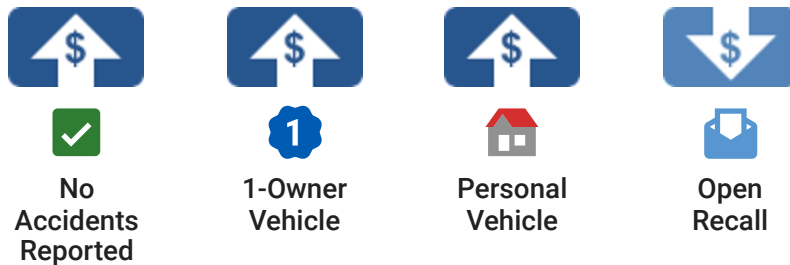 $ $ $ $
1
No Accidents Reported
1-Owner Vehicle
Personal Vehicle
Open Recall